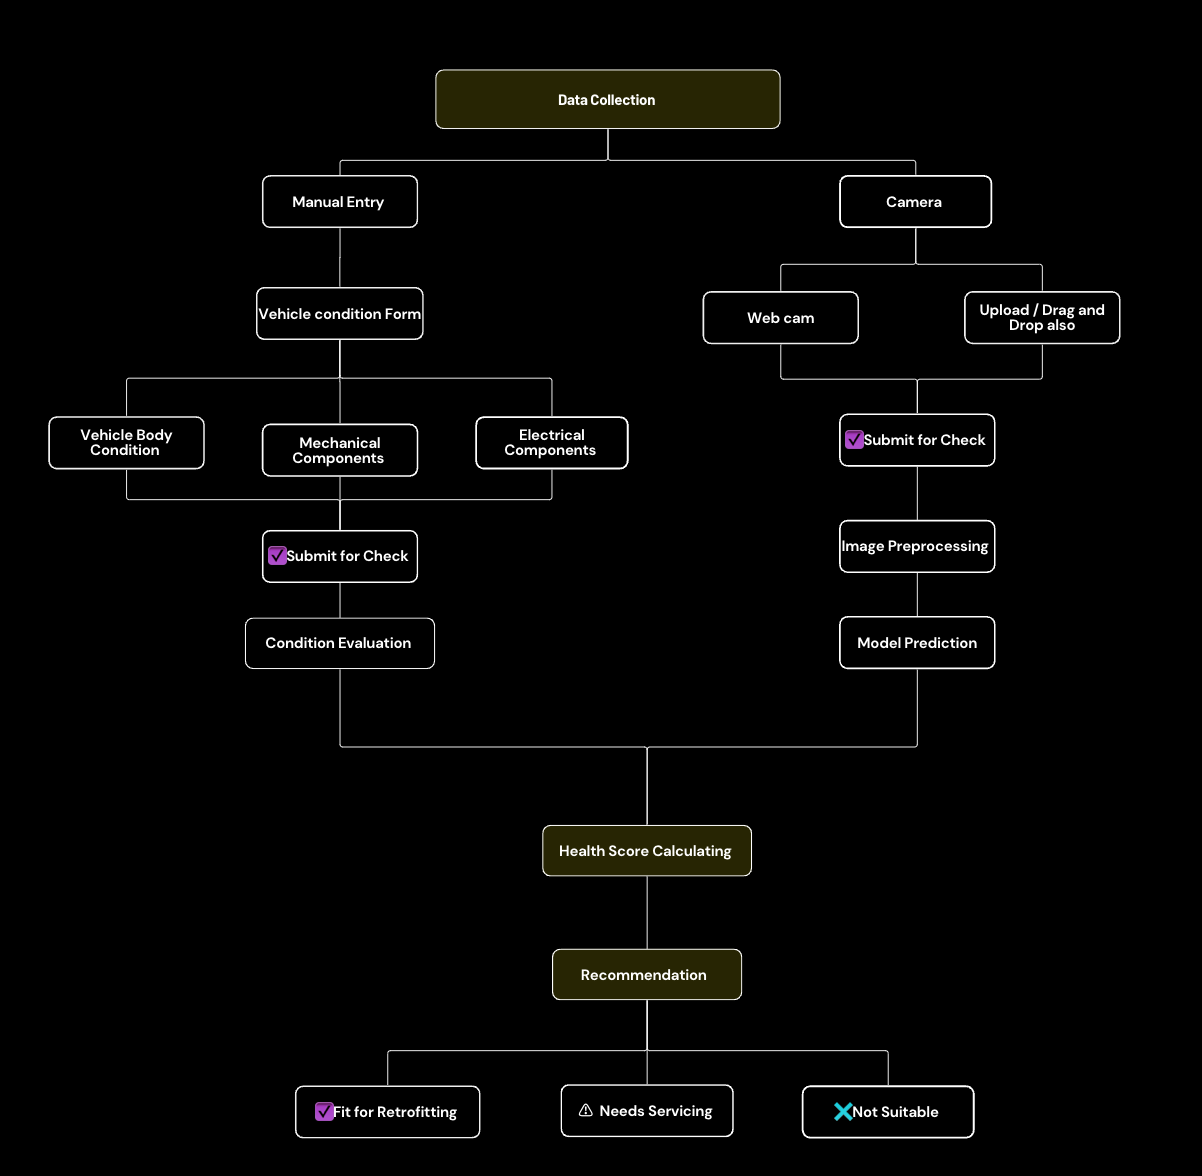 Data Collection
Manual Entry
Camera
Vehicle condition Form
Web cam
Upload / Drag and
Drop also
Vehicle Body
Condition
Mechanical
Components
Electrical
Components
Submit for Check
Submit for Check
Image Preprocessing
Condition Evaluation
Model Prediction
Health Score Calculating
Recommendation
Fit for Retrofitting
Needs Servicing
Not Suitable